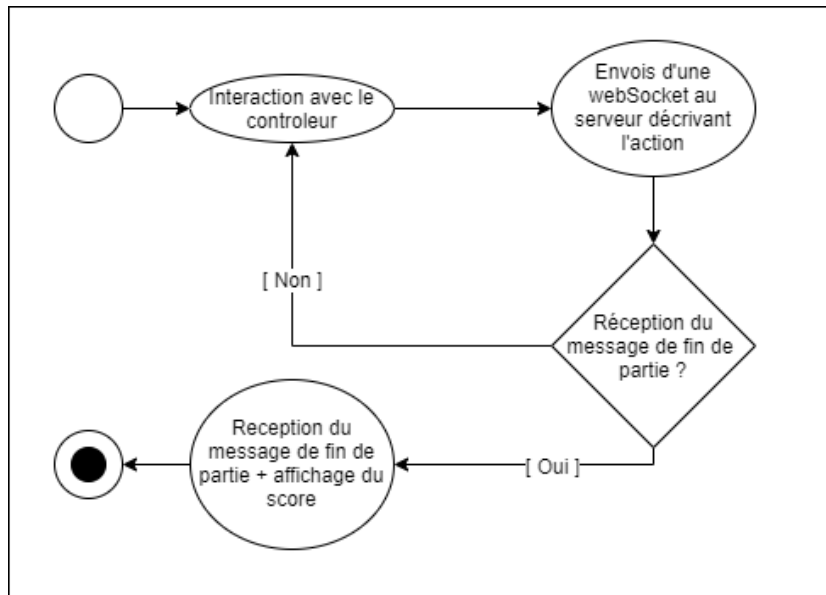 Interaction avec le
controleur
Envois d'une
webSocket au
serveur décrivant
l'action
[ Non ]
Réception du
message de fin de
partie ?
Reception du
message de fin de
partie + affichage du
score
[ Oui ]